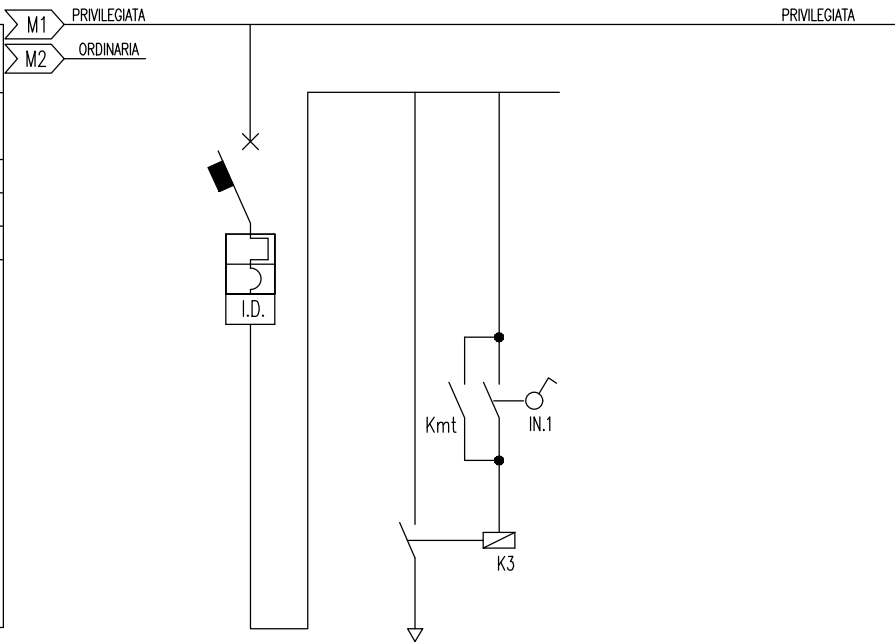 M1 PRIVILEGIATA PRIVILEGIATA
M2 ORDINARIA
I.D.
Kmt IN.1
K3